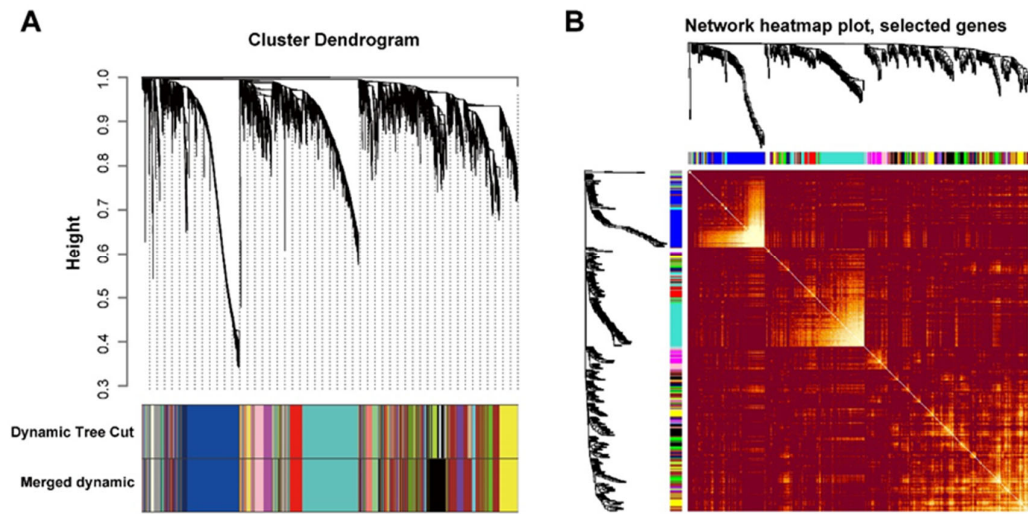 A
Cluster Dendrogram
Height
1.0
0.9
0.8
0.7
0.6
0.5
0.4
0.3
Dynamic Tree Cut
Merged dynamic
B
Network heatmap plot, selected genes